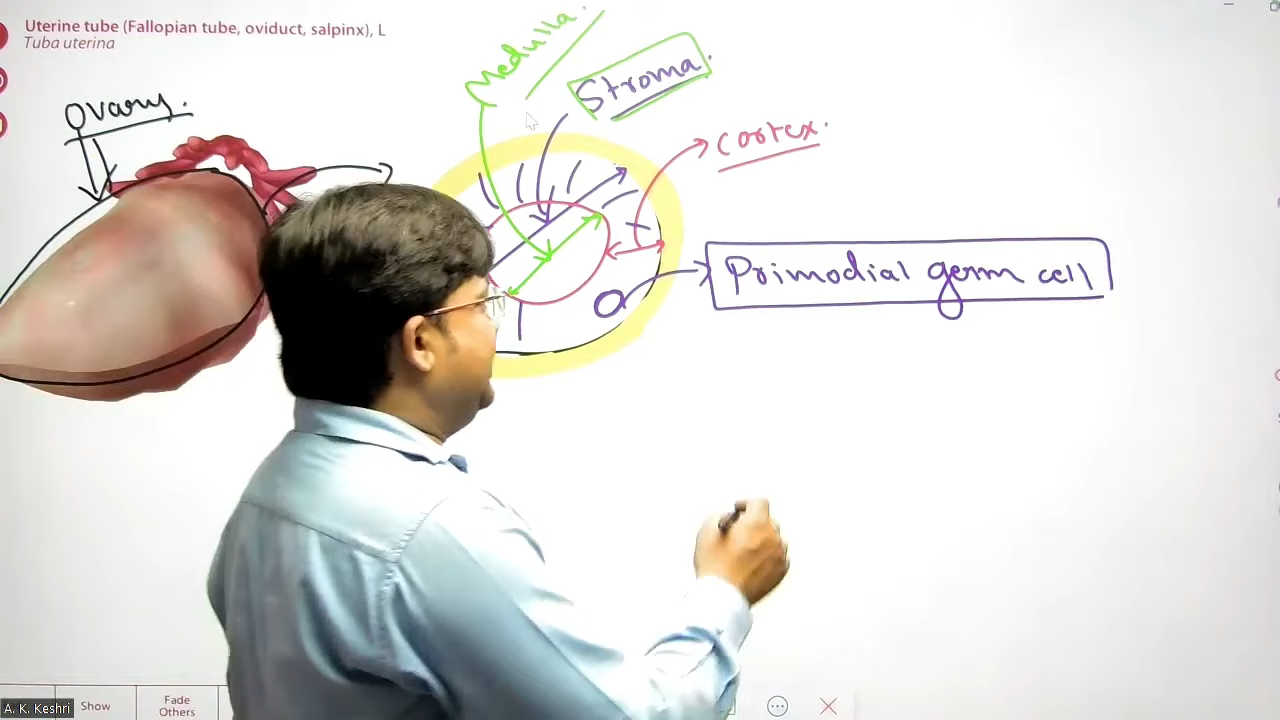 Uterine tube (Fallopian tube, oviduct, salpinx), L
Tuba uterina
Medulla.
Stroma.
Ovary.
cortex.
Primodial germ cell
A. K. Keshri
Show
Fade
Others